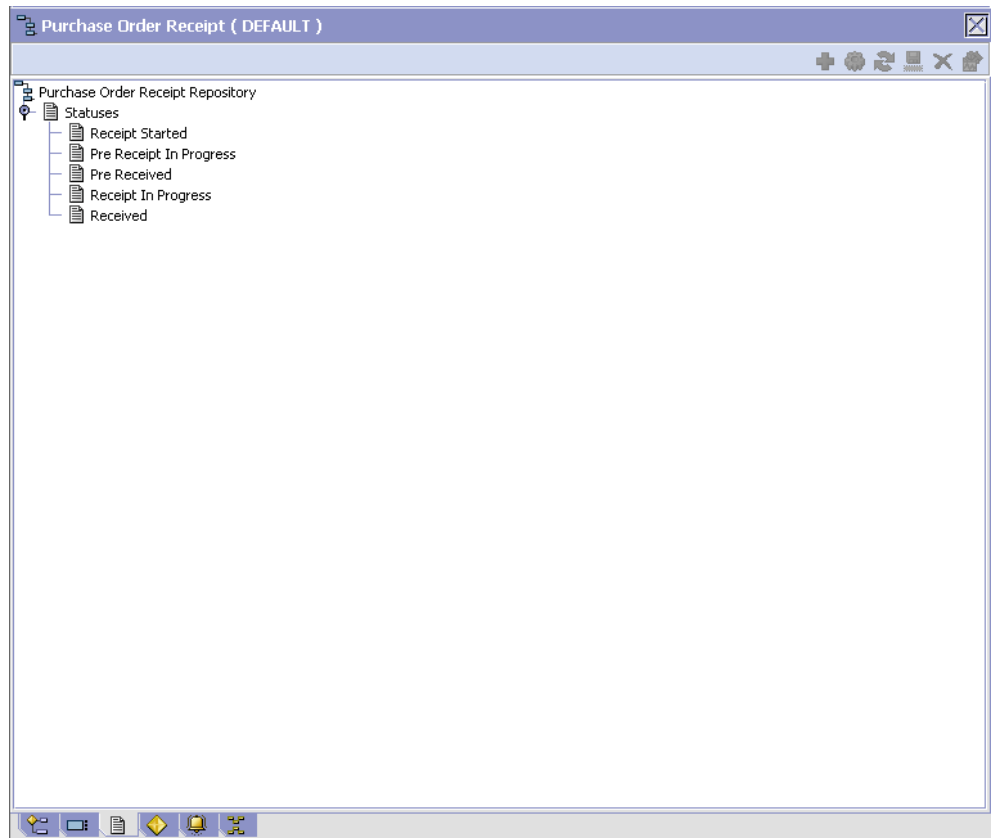 Purchase Order Receipt ( DEFAULT )
Purchase Order Receipt Repository
Statuses
Receipt Started
Pre Receipt In Progress
Pre Received
Receipt In Progress
Received